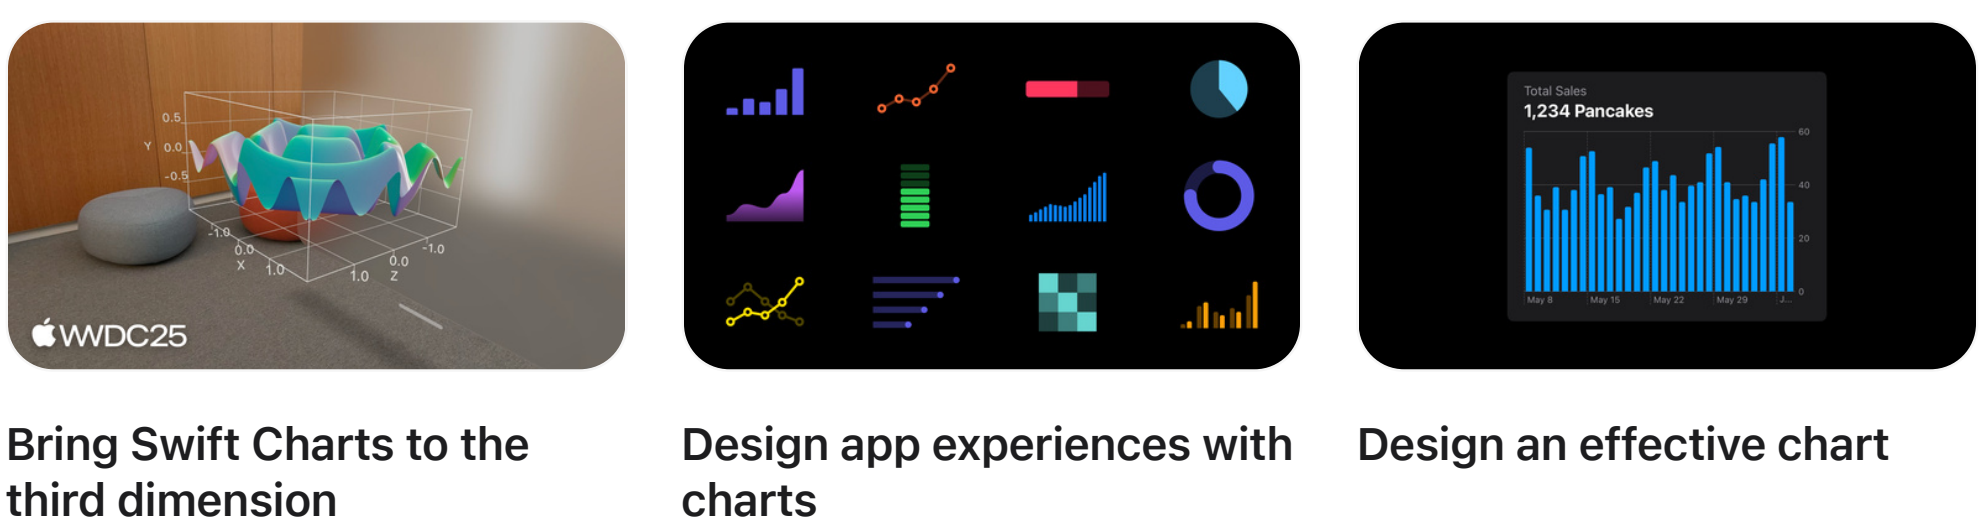 0.5
Y 0.0
-0.5
-1.0
0.0
X
1.0
1.0
0.0
Z
-1.0
WWDC25
Total Sales
1,234 Pancakes
60
40
20
0
May 8 May 15 May 22 May 29 J...
Bring Swift Charts to the
third dimension
Design app experiences with
charts
Design an effective chart